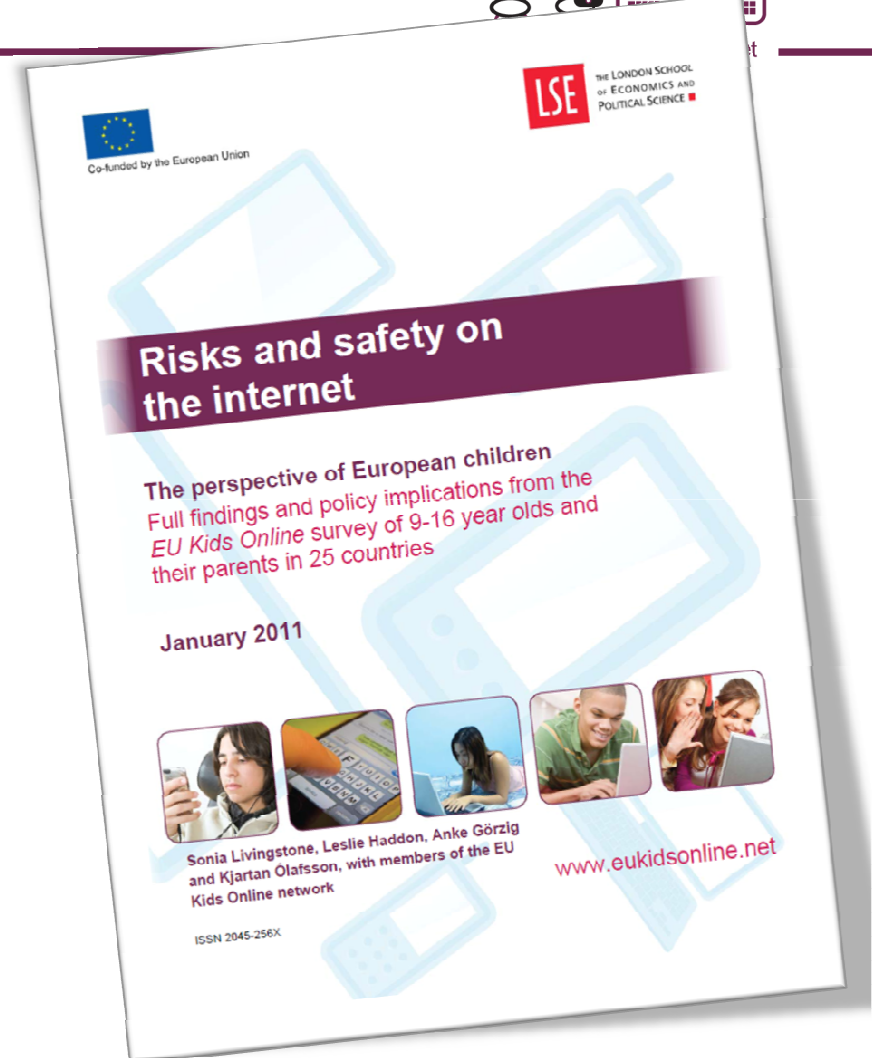 et
THE LONDON SCHOOL
OF ECONOMICS AND
POLITICAL SCIENCE
LSE
Co-funded by the European Union
Risks and safety on
the internet
The perspective of European children
Full findings and policy implications from the
EU Kids Online survey of 9-16 year olds and
their parents in 25 countries
January 2011
Sonia Livingstone, Leslie Haddon, Anke Görzig
and Kjartan Ólafsson, with members of the EU
Kids Online network
www.eukidsonline.net
ISSN 2045-256X